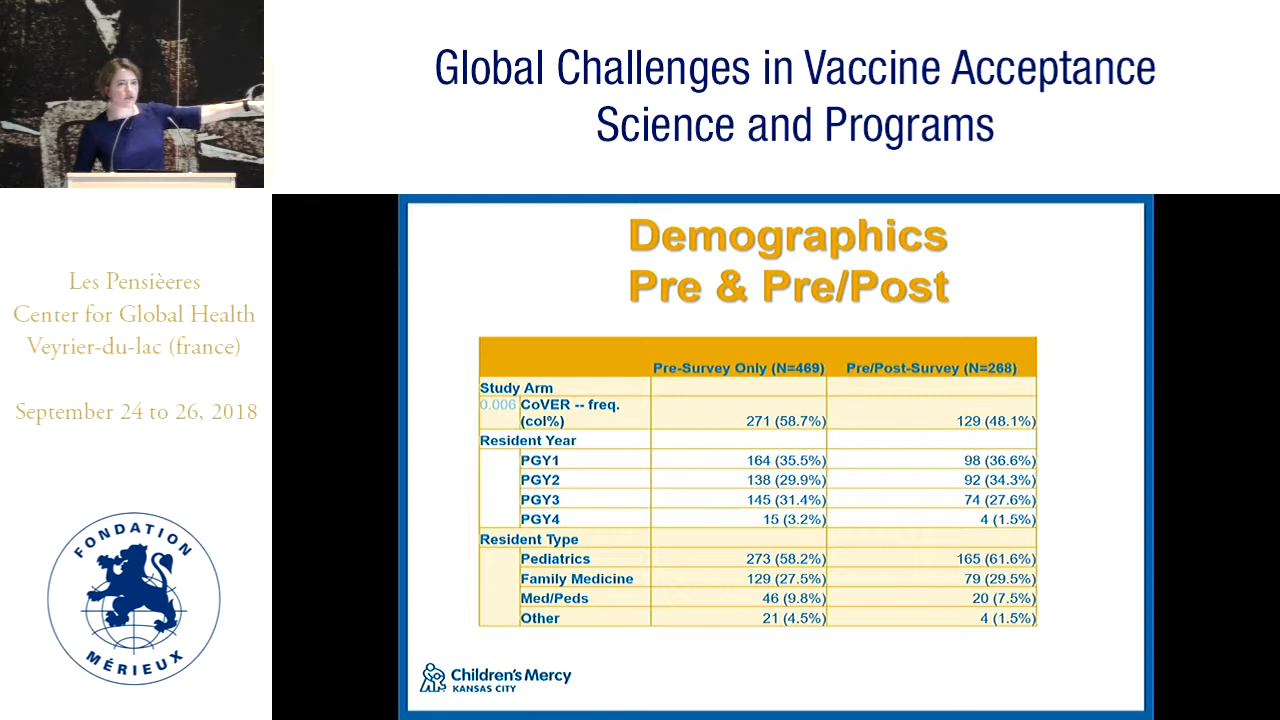 Global Challenges in Vaccine Acceptance
Science and Programs
Les Pensièeres
Center for Global Health
Veyrier-du-lac (france)
September 24 to 26, 2018
FONDATION
MÉRIEUX
Demographics
Pre & Pre/Post
Pre-Survey Only (N=469) Pre/Post-Survey (N=268)
Study Arm
0.006 CoVER -- freq.
(col%) 271 (58.7%) 129 (48.1%)
Resident Year
PGY1 164 (35.5%) 98 (36.6%)
PGY2 138 (29.9%) 92 (34.3%)
PGY3 145 (31.4%) 74 (27.6%)
PGY4 15 (3.2%) 4 (1.5%)
Resident Type
Pediatrics 273 (58.2%) 165 (61.6%)
Family Medicine 129 (27.5%) 79 (29.5%)
Med/Peds 46 (9.8%) 20 (7.5%)
Other 21 (4.5%) 4 (1.5%)
Children's Mercy
KANSAS CITY